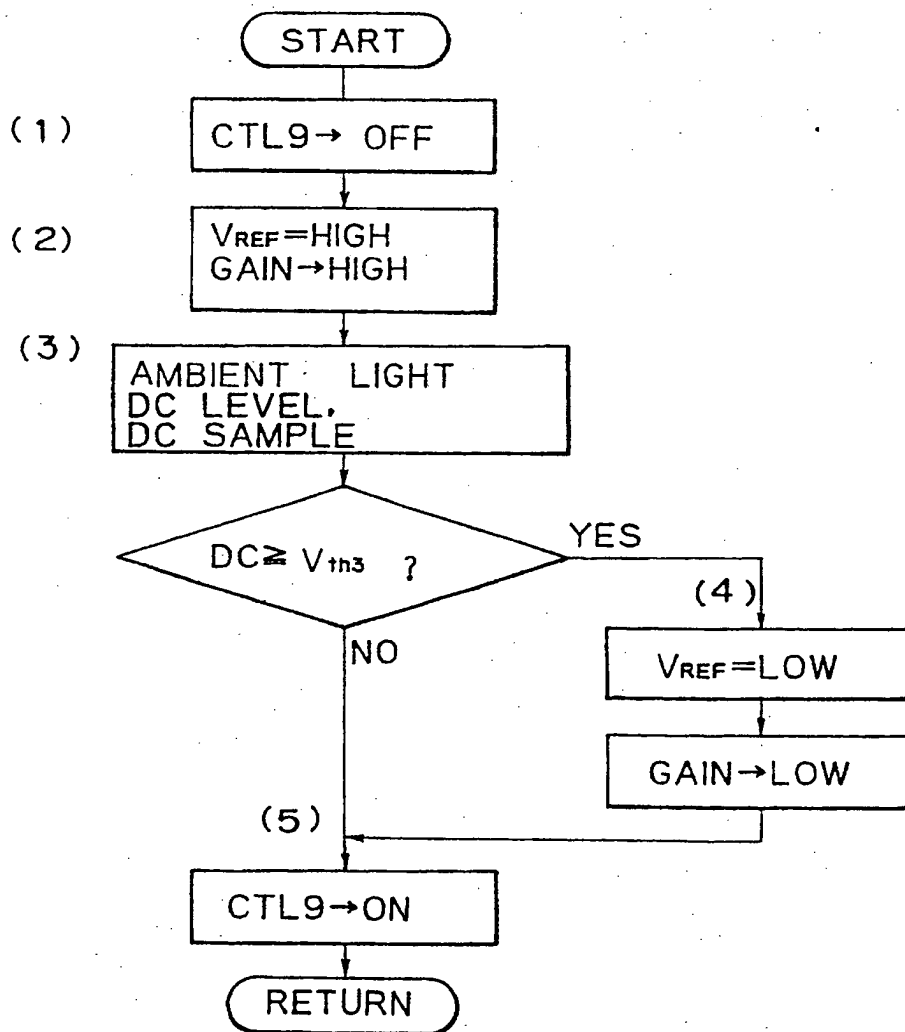 START
(1)
CTL9→ OFF
(2)
VREF=HIGH
GAIN→HIGH
(3)
AMBIENT LIGHT
DC LEVEL.
DC SAMPLE
DC≧ Vth3 ?
YES
(4)
NO
VREF=LOW
GAIN→LOW
(5)
CTL9→ON
RETURN